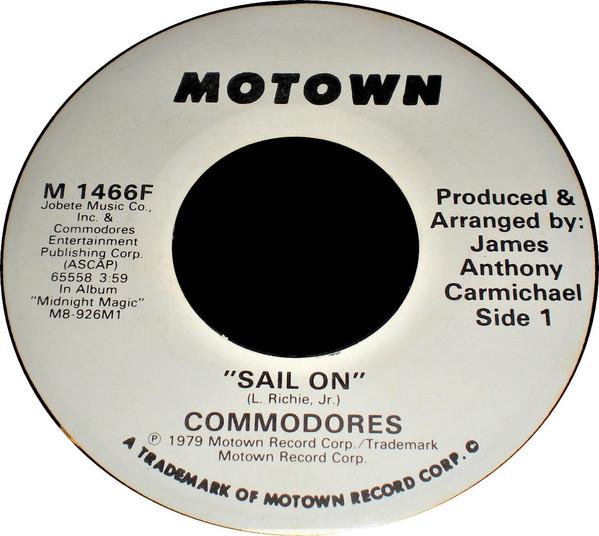 MOTOWN
M 1466F
Jobete Music Co.,
Inc. &
Commodores
Entertainment
Publishing Corp.
(ASCAP)
65558 3:59
In Album
"Midnight Magic"
M8-926M1
Produced &
Arranged by:
James
Anthony
Carmichael
Side 1
"SAIL ON"
(L. Richie, Jr.)
COMMODORES
℗ 1979 Motown Record Corp./Trademark
Motown Record Corp.
A TRADEMARK OF MOTOWN RECORD CORP. ©